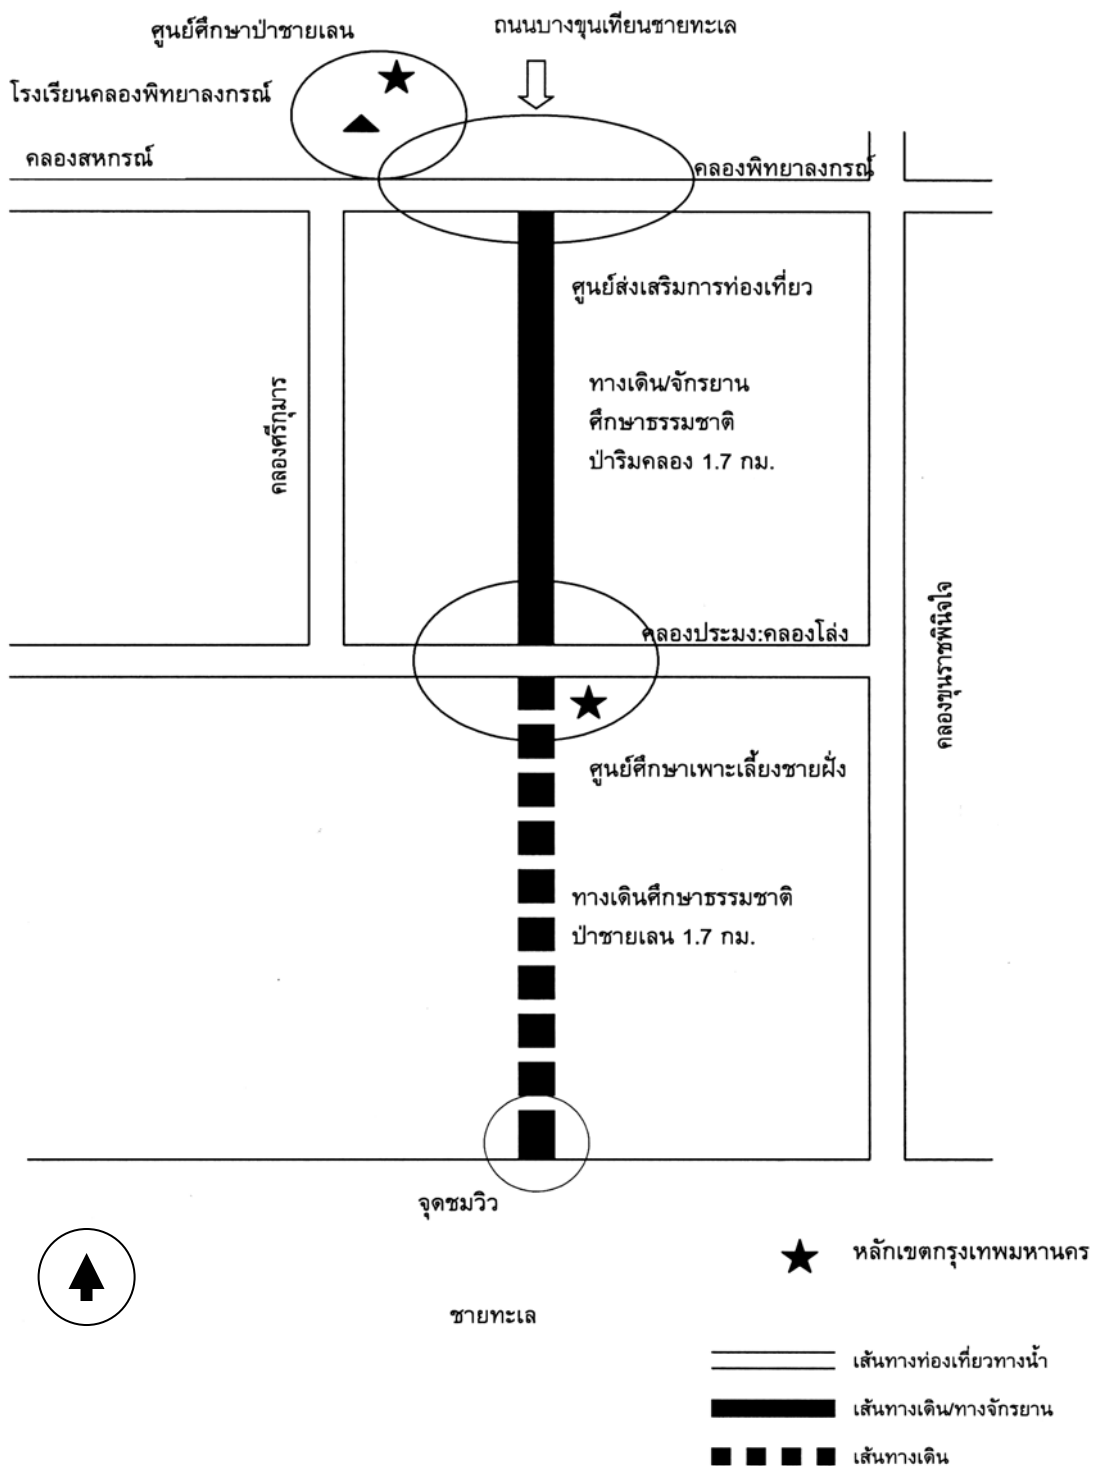 ศูนย์ศึกษาป่าชายเลน
ถนนบางขุนเทียนชายทะเล
โรงเรียนคลองพิทยาลงกรณ์
คลองสหกรณ์
คลองพิทยาลงกรณ์
ศูนย์ส่งเสริมการท่องเที่ยว
ทางเดิน/จักรยาน
ศึกษาธรรมชาติ
ป่าริมคลอง 1.7 กม.
คลองศรีกุมาร
คลองประมง:คลองโล่ง
คลองขุนราชพินิจใจ
ศูนย์ศึกษาเพาะเลี้ยงชายฝั่ง
ทางเดินศึกษาธรรมชาติ
ป่าชายเลน 1.7 กม.
จุดชมวิว
หลักเขตกรุงเทพมหานคร
ชายทะเล
เส้นทางท่องเที่ยวทางน้ำ
เส้นทางเดิน/ทางจักรยาน
เส้นทางเดิน